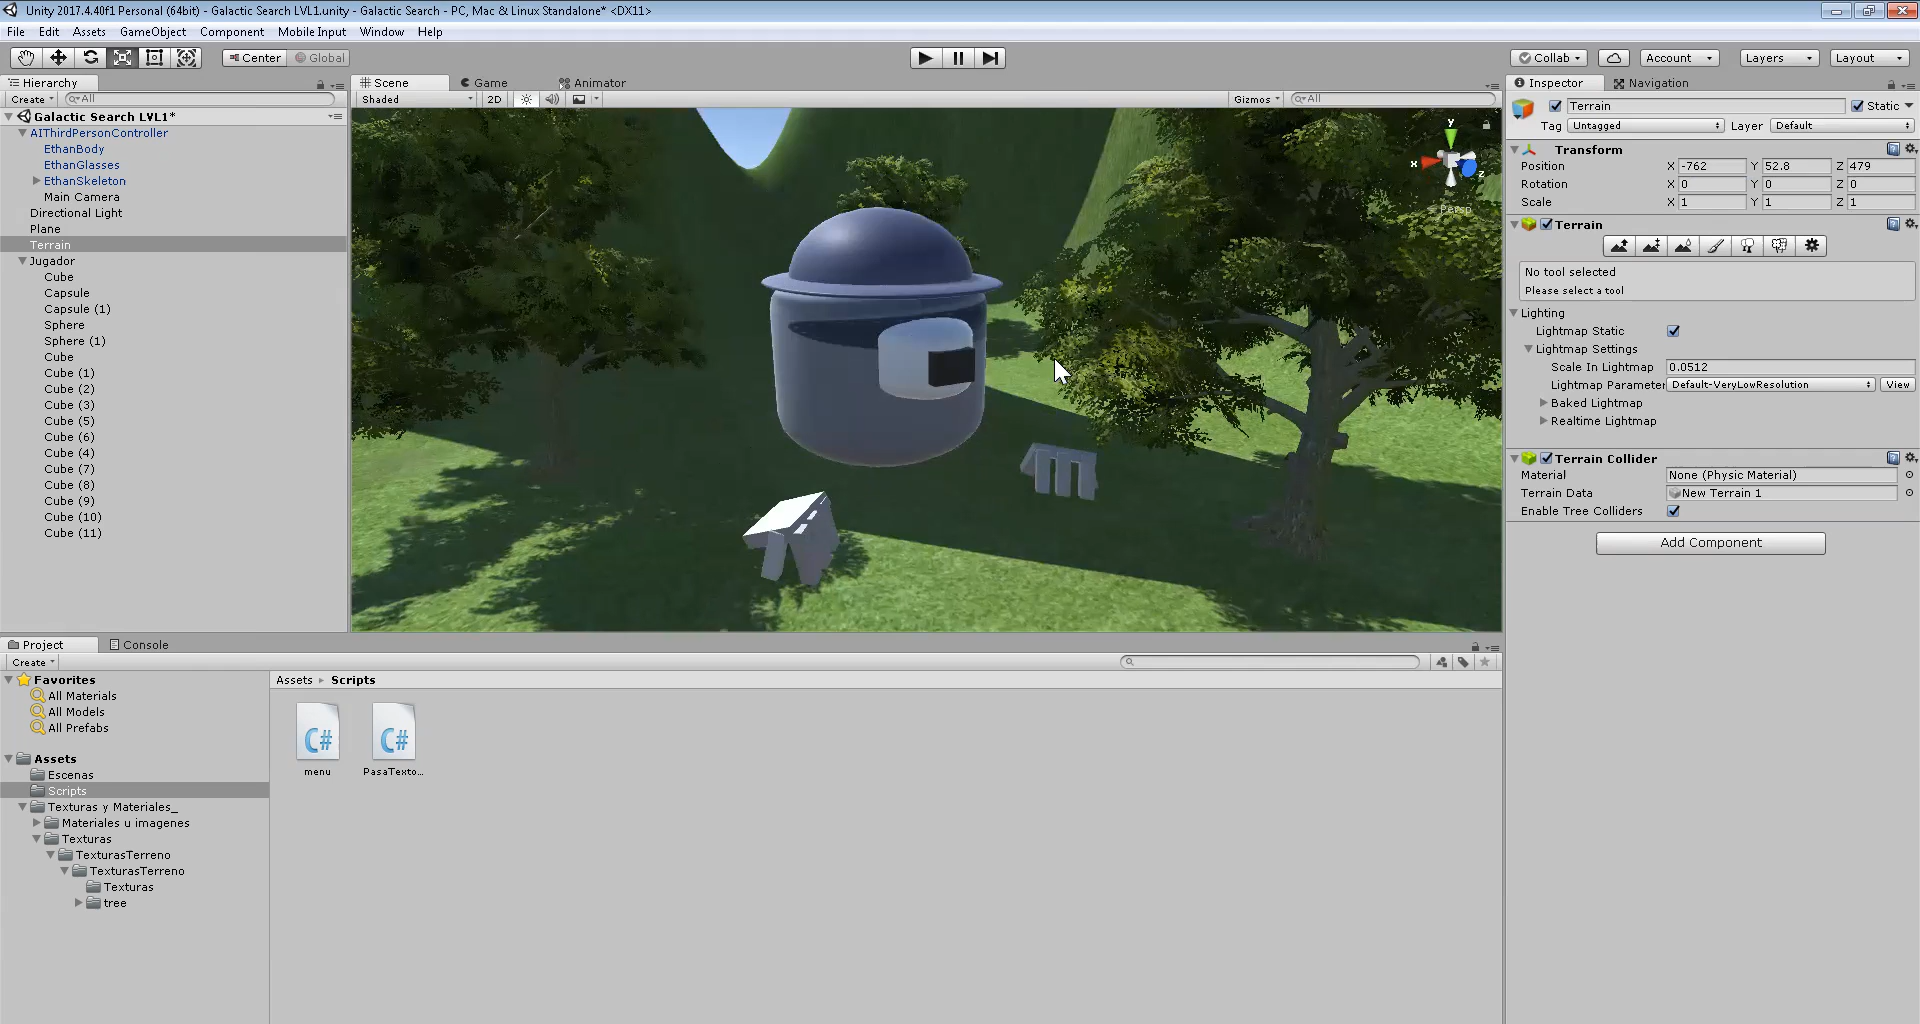 Unity 2017.4.40f1 Personal (64bit) - Galactic Search LVL1.unity - Galactic Search - PC, Mac & Linux Standalone* <DX11>
File Edit Assets GameObject Component Mobile Input Window Help
Center Global Collab Account Layers Layout
Hierarchy
Create All
Galactic Search LVL1*
AIThirdPersonController
EthanBody
EthanGlasses
EthanSkeleton
Main Camera
Directional Light
Plane
Terrain
Jugador
Cube
Capsule
Capsule (1)
Sphere
Sphere (1)
Cube
Cube (1)
Cube (2)
Cube (3)
Cube (5)
Cube (6)
Cube (4)
Cube (7)
Cube (8)
Cube (9)
Cube (10)
Cube (11)
Scene Game Animator
Shaded 2D Gizmos All
y
x
z
Persp
Inspector Navigation
Terrain Static
Tag Untagged Layer Default
Transform
Position X -762 Y 52.8 Z 479
Rotation X 0 Y 0 Z 0
Scale X 1 Y 1 Z 1
Terrain
No tool selected
Please select a tool
Lighting
Lightmap Static
Lightmap Settings
Scale In Lightmap 0.0512
Lightmap Parameter Default-VeryLowResolution View
Baked Lightmap
Realtime Lightmap
Terrain Collider
Material None (Physic Material)
Terrain Data New Terrain 1
Enable Tree Colliders
Add Component
Project Console
Create
Favorites
All Materials
All Models
All Prefabs
Assets
Escenas
Scripts
Texturas y Materiales_
Materiales u imagenes
Texturas
TexturasTerreno
TexturasTerreno
Texturas
tree
Assets Scripts
C# C#
menu PasaTexto...